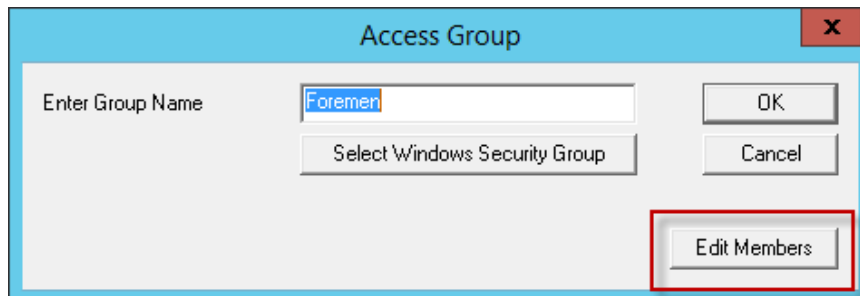 Access Group
x
Enter Group Name
Foremen
OK
Select Windows Security Group
Cancel
Edit Members